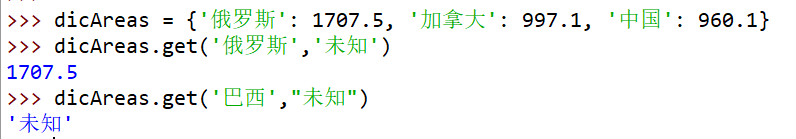 >>> dicAreas = {'俄罗斯': 1707.5, '加拿大': 997.1, '中国': 960.1}
>>> dicAreas.get('俄罗斯','未知')
1707.5
>>> dicAreas.get('巴西',"未知")
'未知'